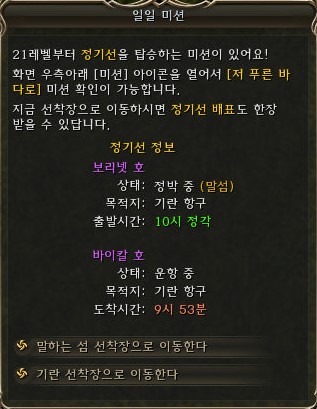 일일 미션
21레벨부터 정기선을 탑승하는 미션이 있어요!
화면 우측아래 [미션] 아이콘을 열어서 [저 푸른 바
다로] 미션 확인이 가능합니다.
지금 선착장으로 이동하시면 정기선 배표도 한장
받을 수 있답니다.
정기선 정보
보리넷 호
상태: 정박 중 (말섬)
목적지: 기란 항구
출발시간: 10시 정각
바이칼 호
상태: 운항 중
목적지: 기란 항구
도착시간: 9시 53분
말하는 섬 선착장으로 이동한다
기란 선착장으로 이동한다